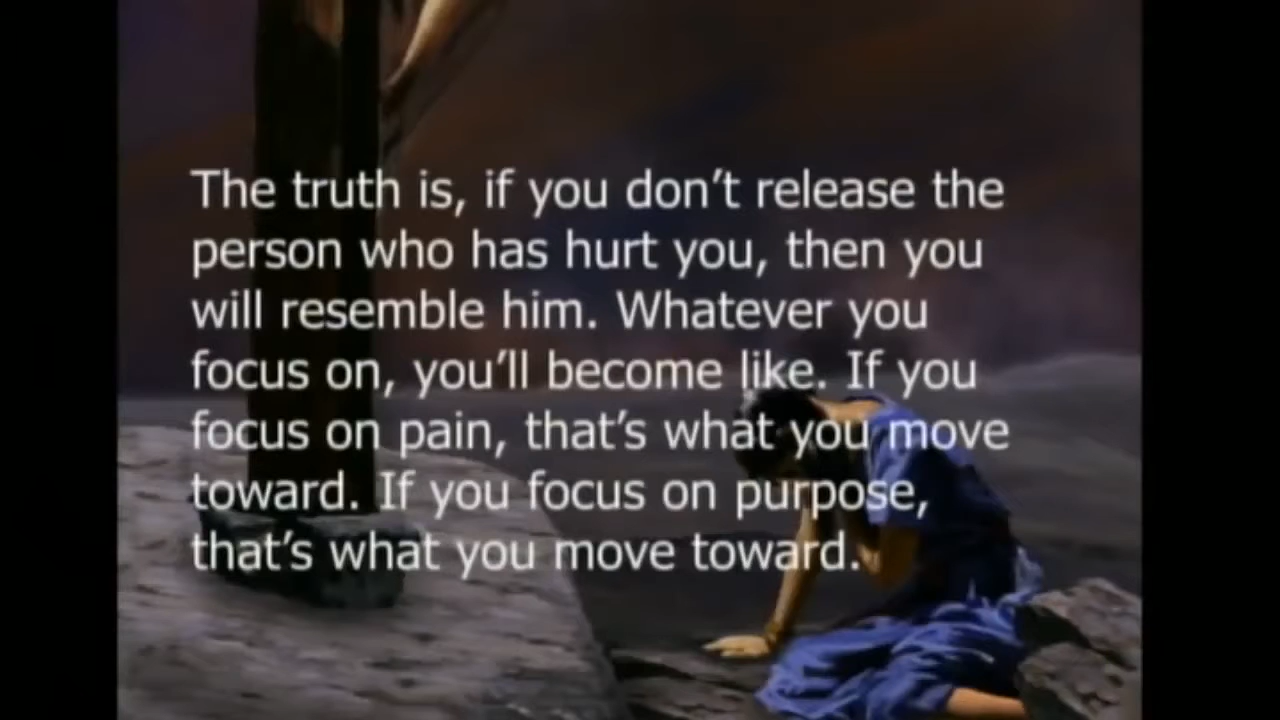 The truth is, if you don’t release the
person who has hurt you, then you
will resemble him. Whatever you
focus on, you’ll become like. If you
focus on pain, that’s what you move
toward. If you focus on purpose,
that’s what you move toward.